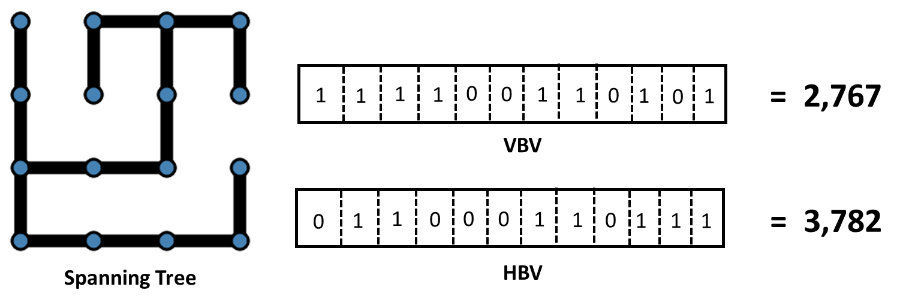 1 1 1 1 0 0 1 1 0 1 0 1 = 2,767
VBV
0 1 1 0 0 0 1 1 0 1 1 1 = 3,782
HBV
Spanning Tree